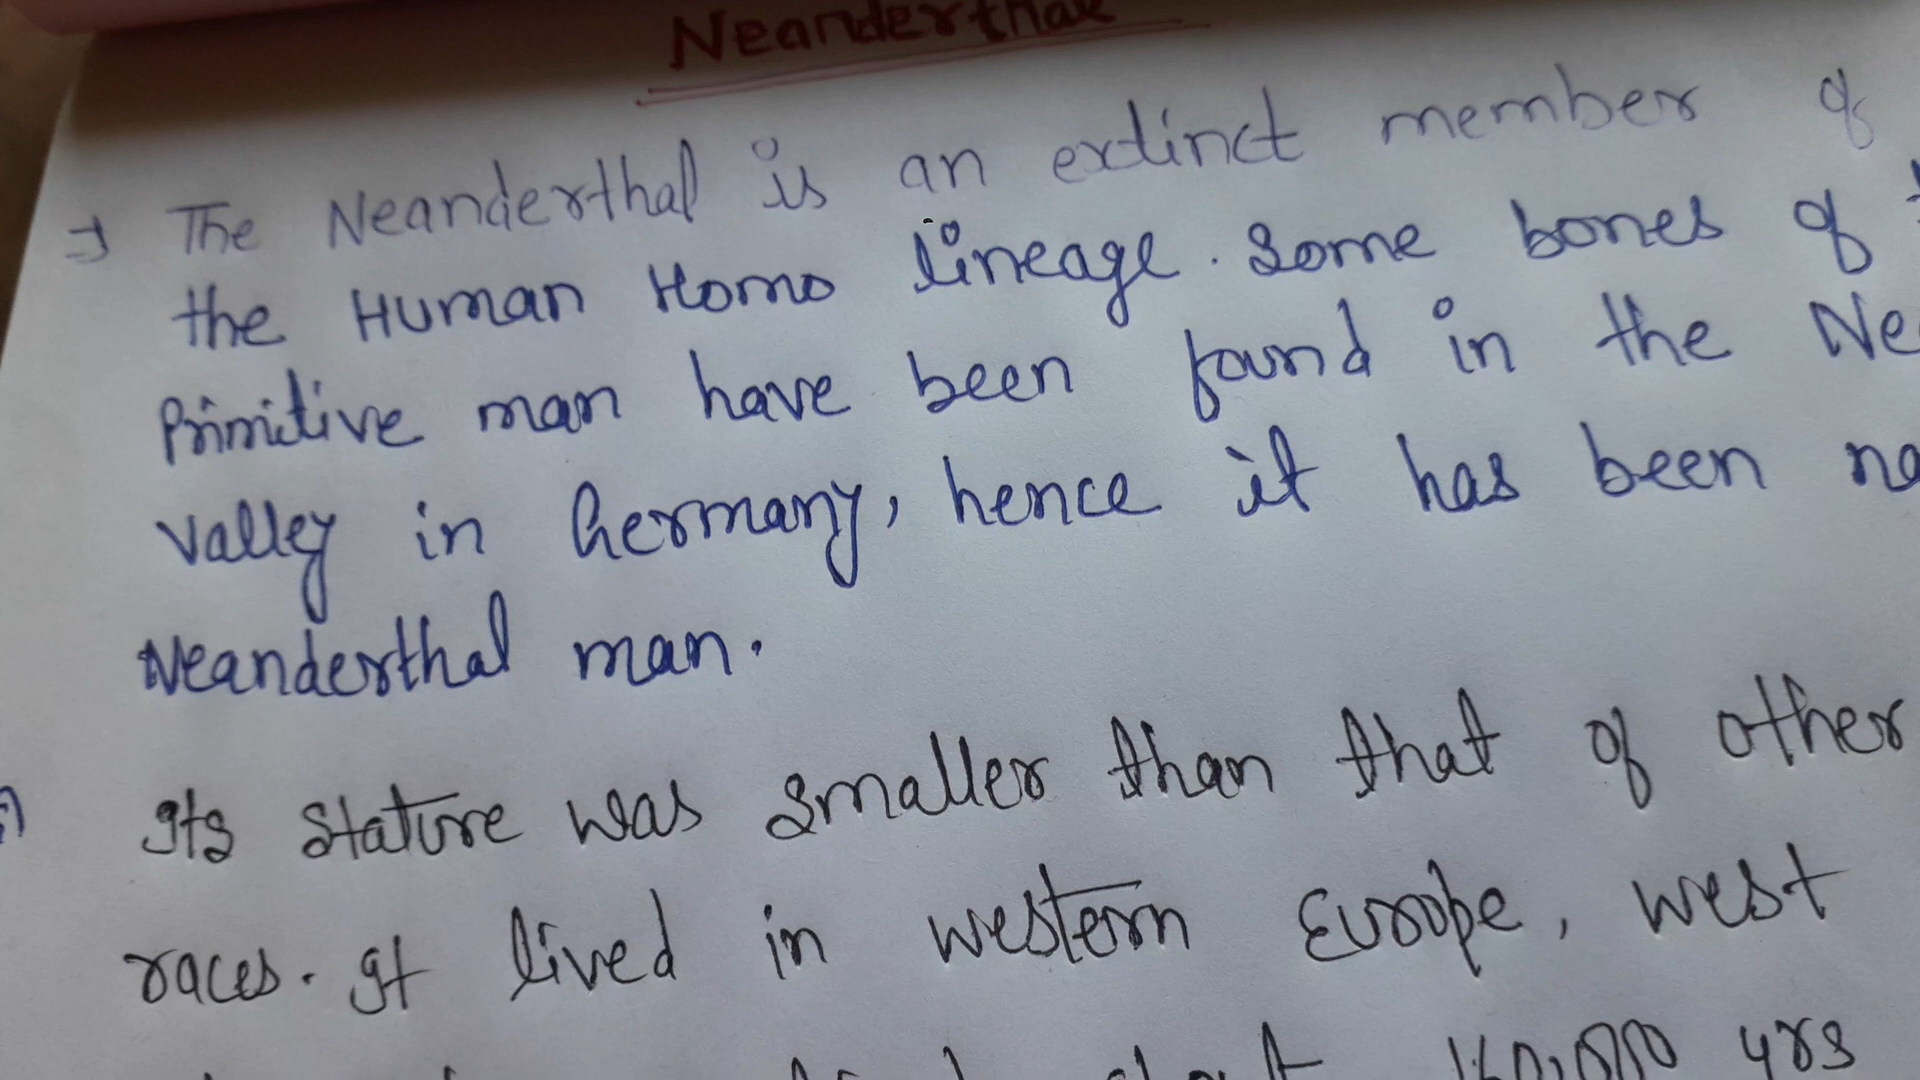 Neanderthal
⇒ The Neanderthal is an extinct member of
the Human Homo lineage. Some bones of
Primitive man have been found in the Ne
valley in Germany, hence it has been na
Neanderthal man.
Its stature was smaller than that of other
races. It lived in western Europe, west
yrs